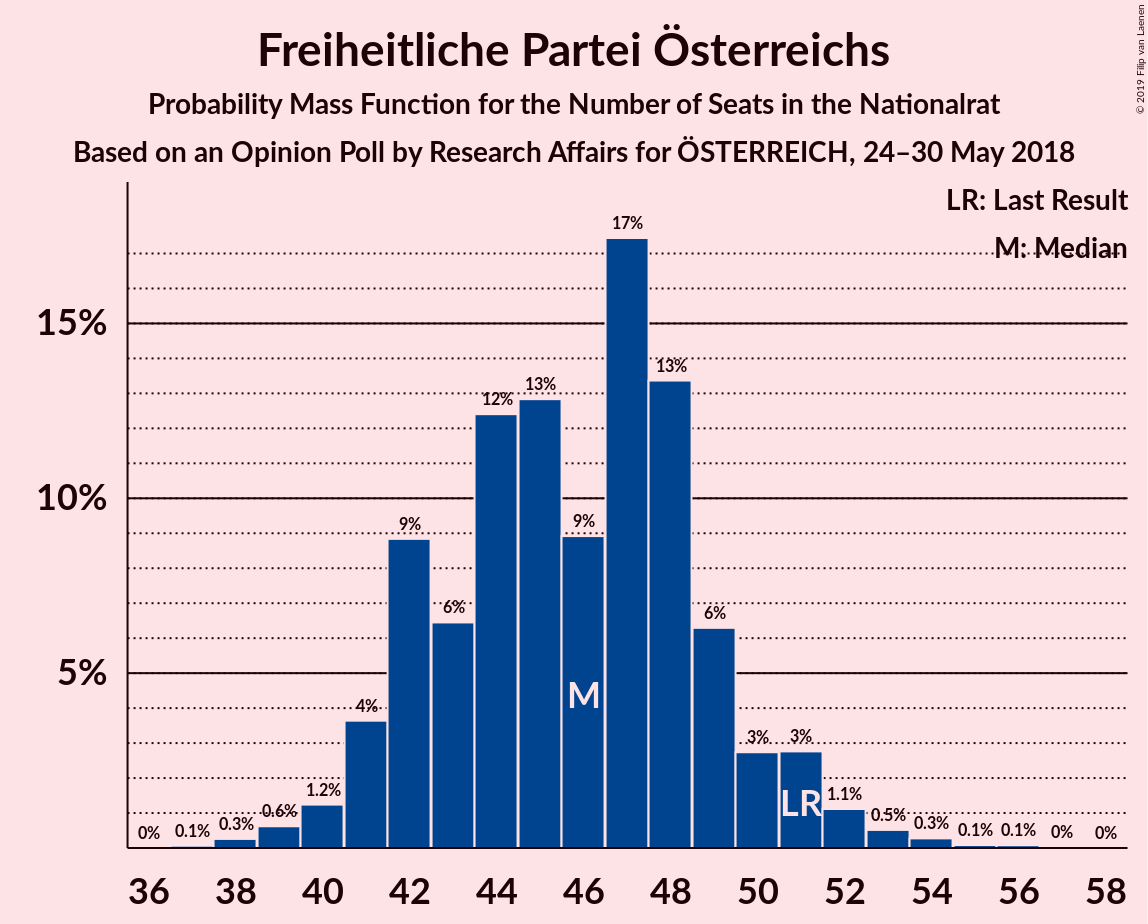 Freiheitliche Partei Österreichs
Probability Mass Function for the Number of Seats in the Nationalrat
Based on an Opinion Poll by Research Affairs for ÖSTERREICH, 24–30 May 2018
© 2019 Filip van Laenen
LR: Last Result
M: Median
15%
10%
5%
0%
0.1%
0.3%
0.6%
1.2%
4%
9%
6%
12%
13%
9%
17%
13%
6%
3%
3%
1.1%
0.5%
0.3%
0.1%
0.1%
0%
0%
M
LR
36 38 40 42 44 46 48 50 52 54 56 58